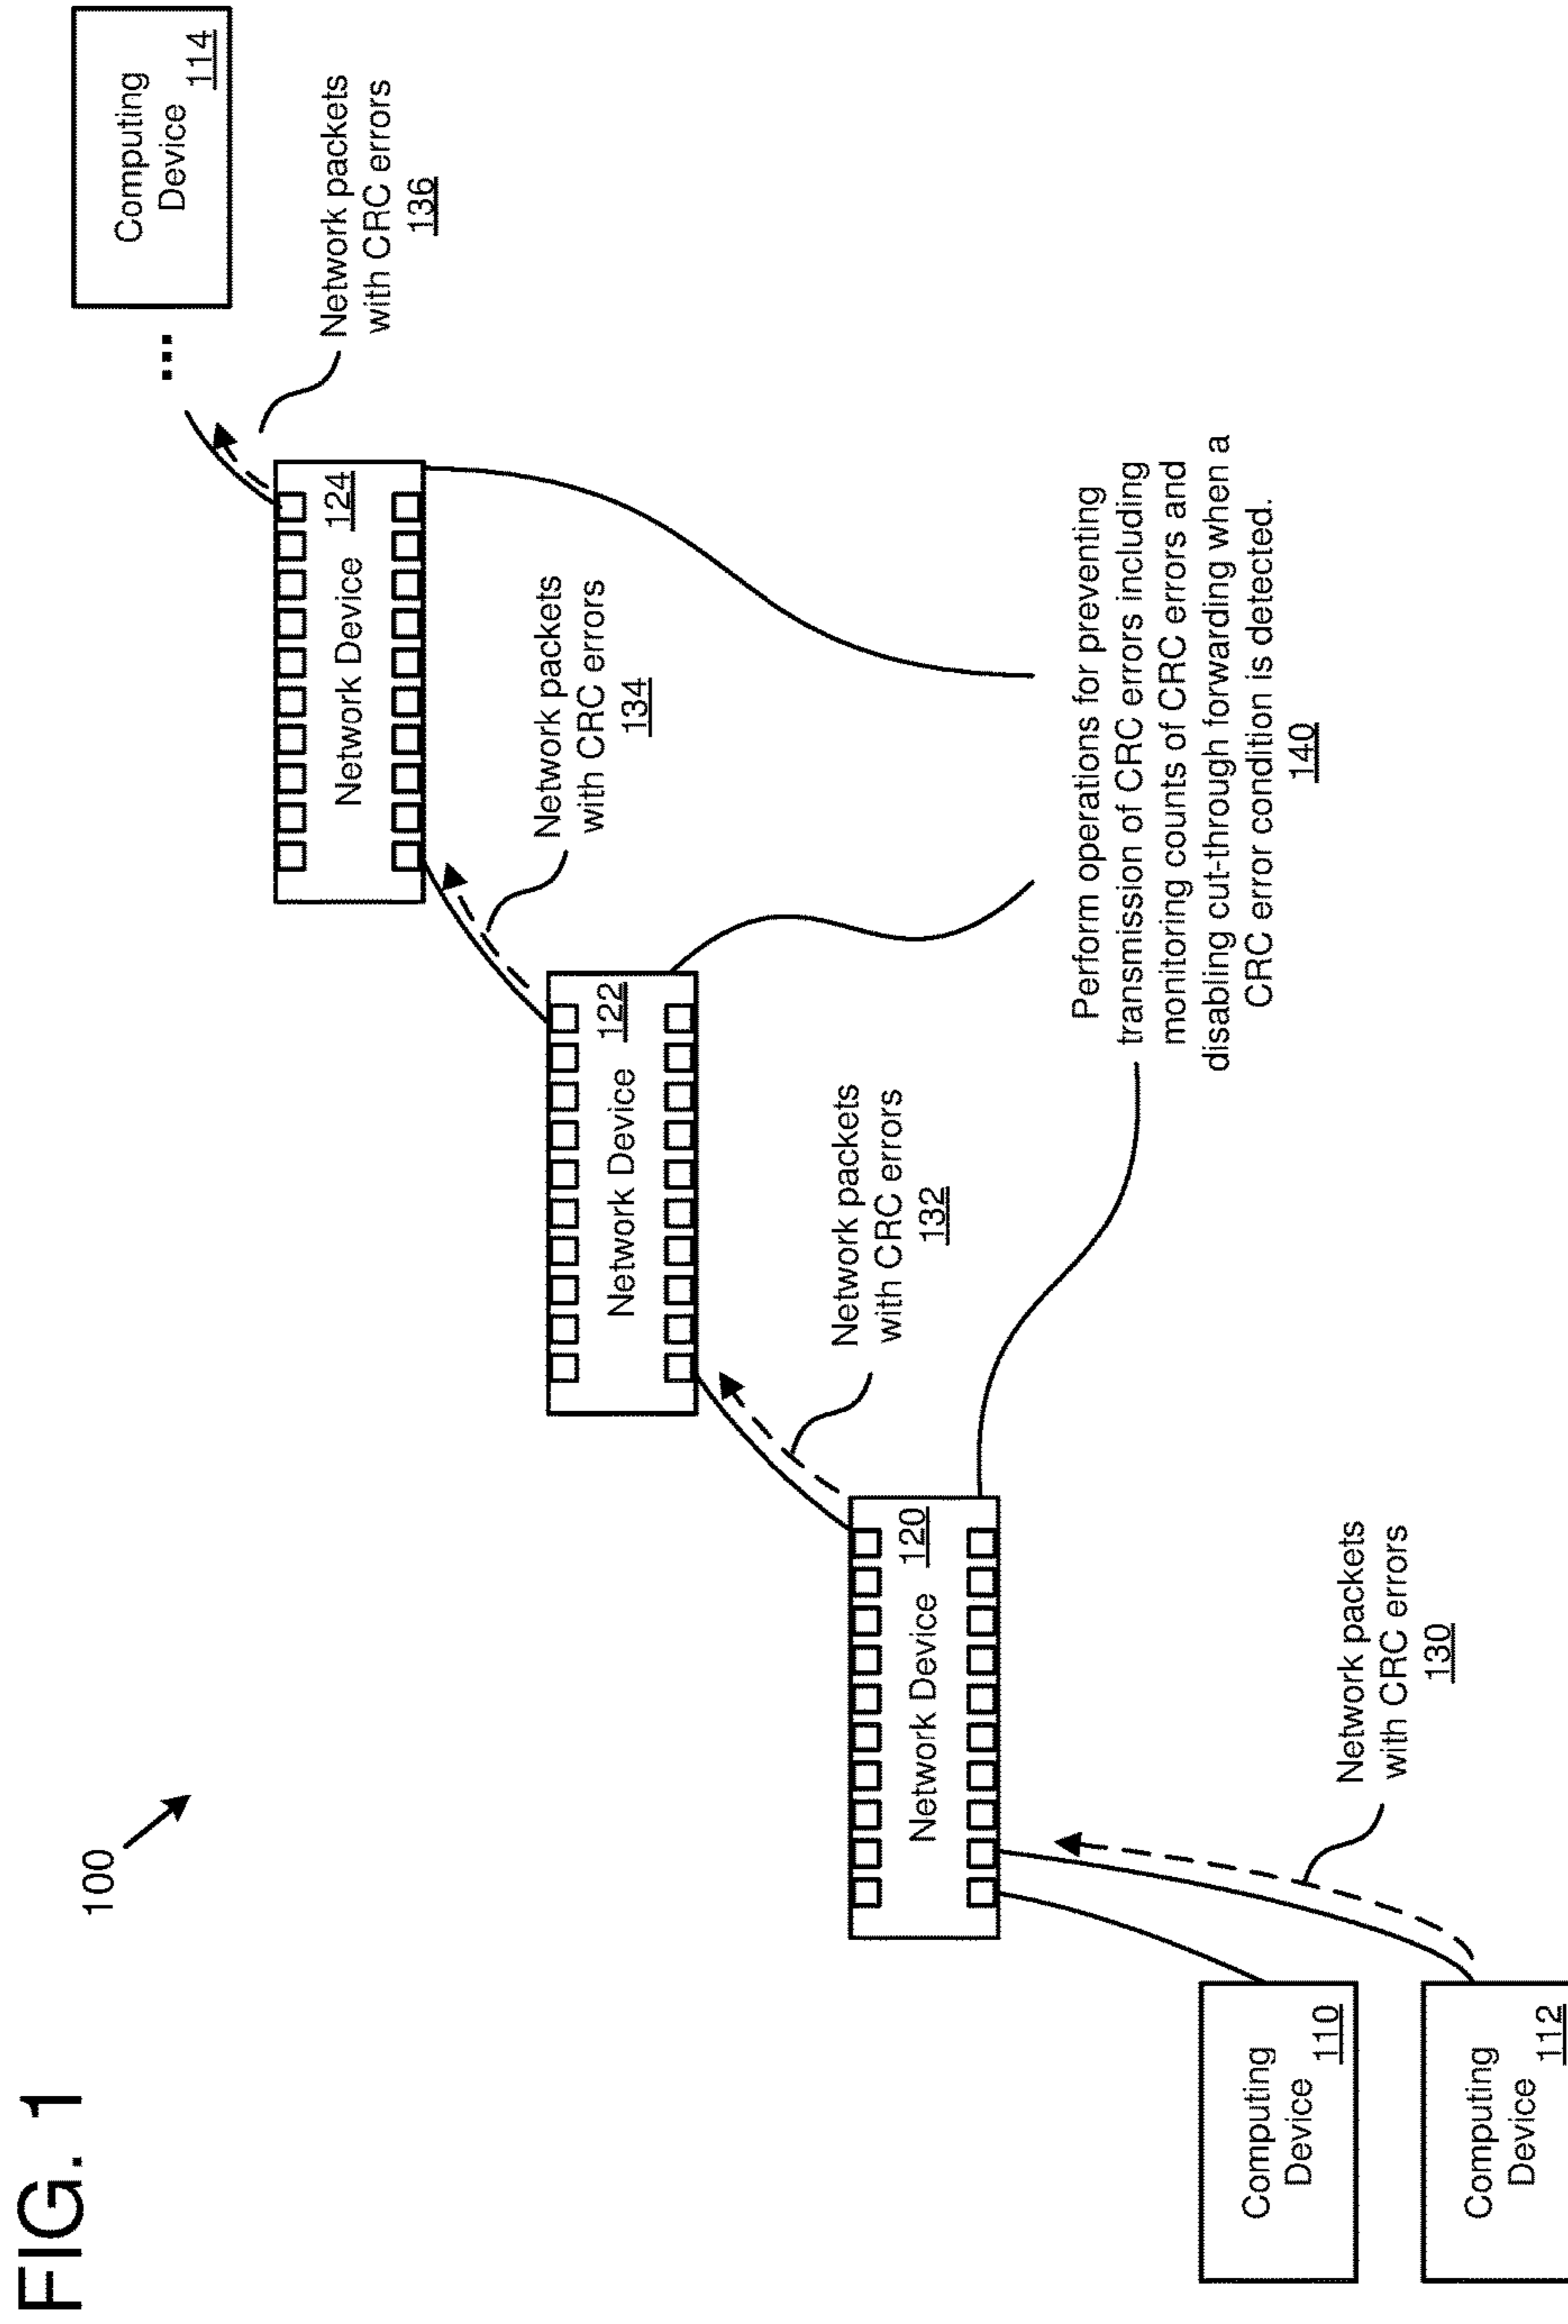 FIG. 1
100
Computing
Device
114
Network packets
with CRC errors
136
Network Device
124
Network packets
with CRC errors
134
Network Device
122
Network packets
with CRC errors
132
Network Device
120
Network packets
with CRC errors
130
Computing
Device
110
Computing
Device
112
Perform operations for preventing
transmission of CRC errors including
monitoring counts of CRC errors and
disabling cut-through forwarding when a
CRC error condition is detected.
140